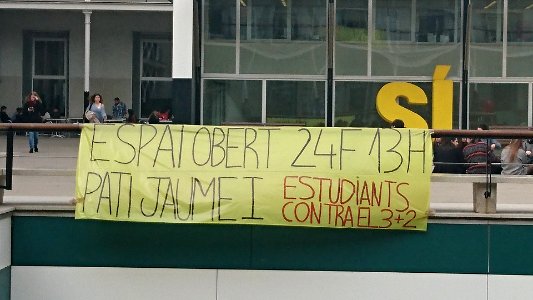 SÍ
ESPAI OBERT 24F 13H
PATI JAUME I
ESTUDIANTS
CONTRA EL 3+2